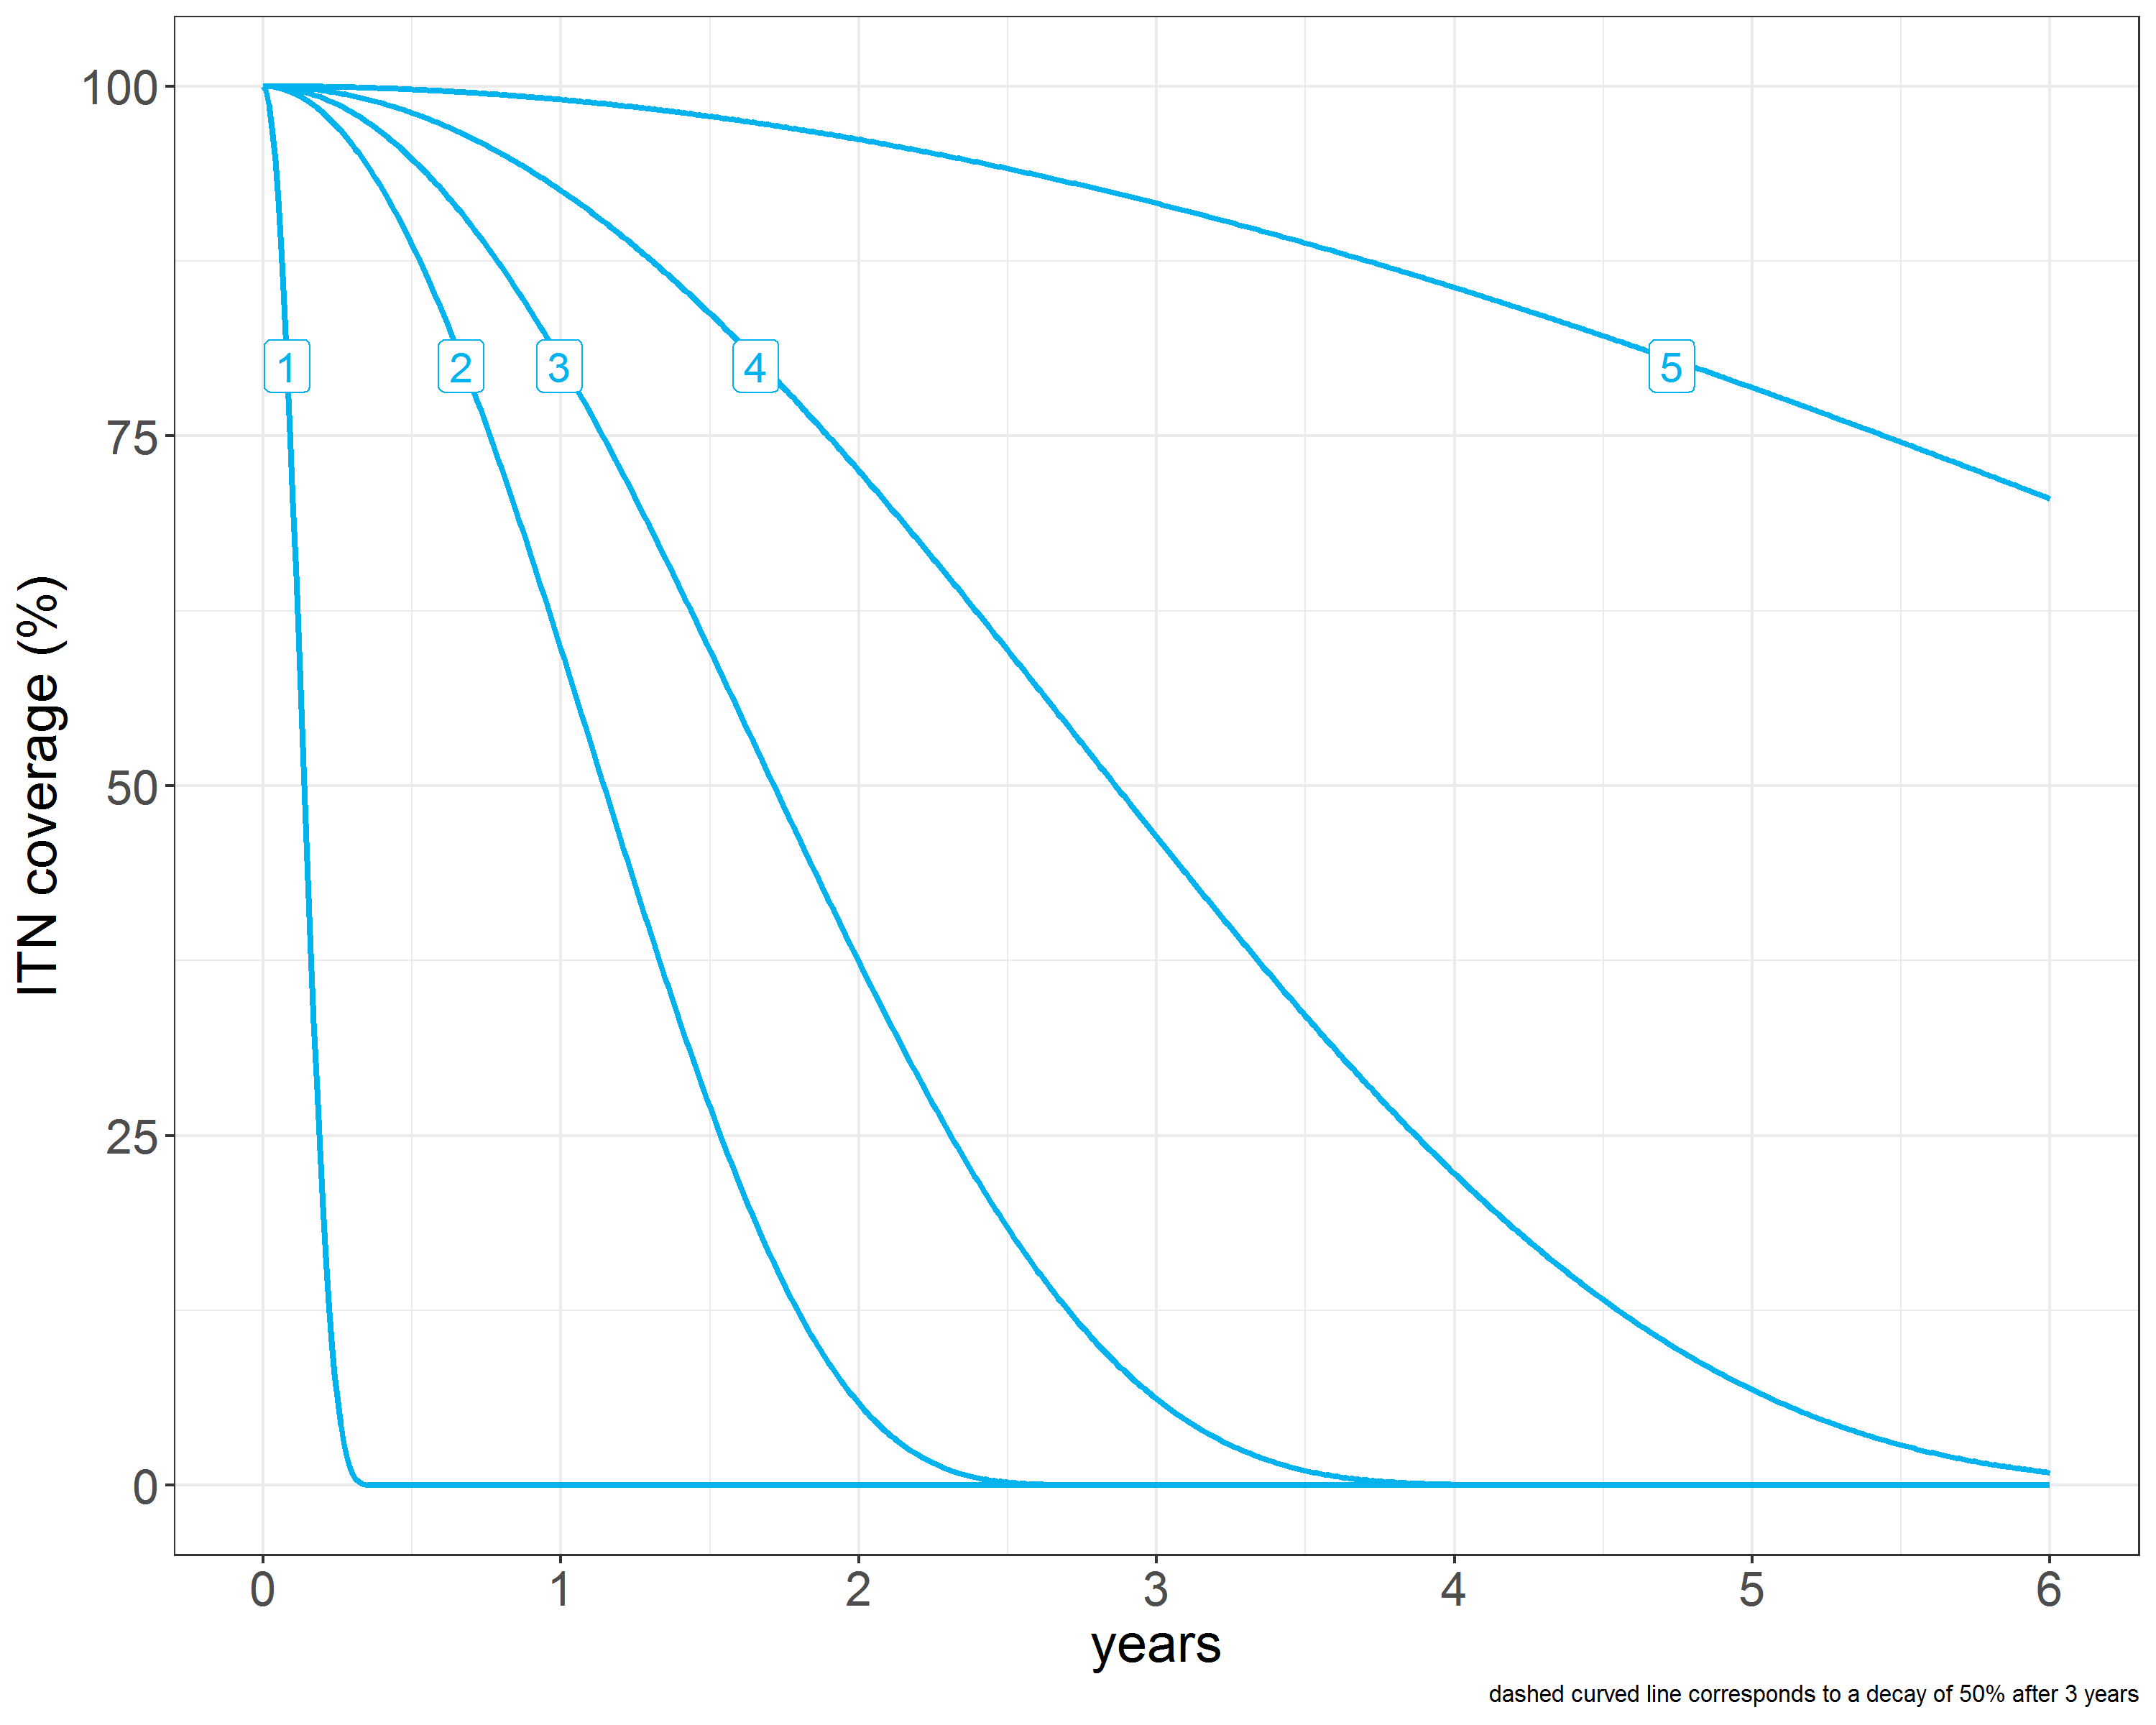 100
75
50
25
0
ITN coverage (%)
1
2
3
4
5
0 1 2 3 4 5 6
years
dashed curved line corresponds to a decay of 50% after 3 years